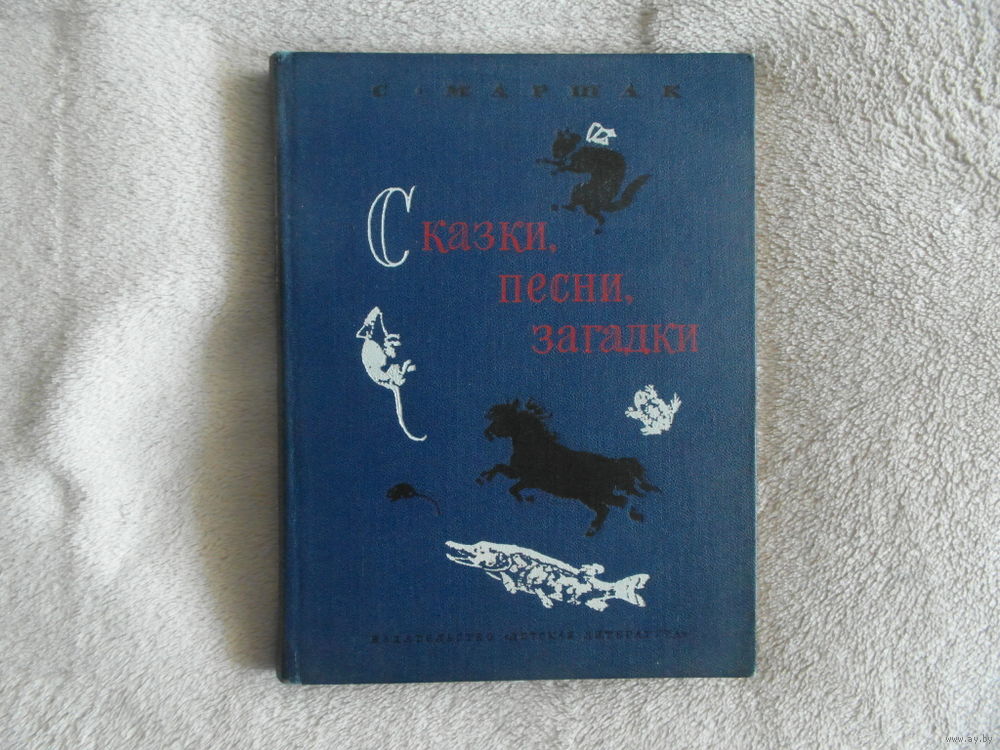 С. МАРШАК
Сказки,
песни,
загадки
ИЗДАТЕЛЬСТВО «ДЕТСКАЯ ЛИТЕРАТУРА»
www.ay.by